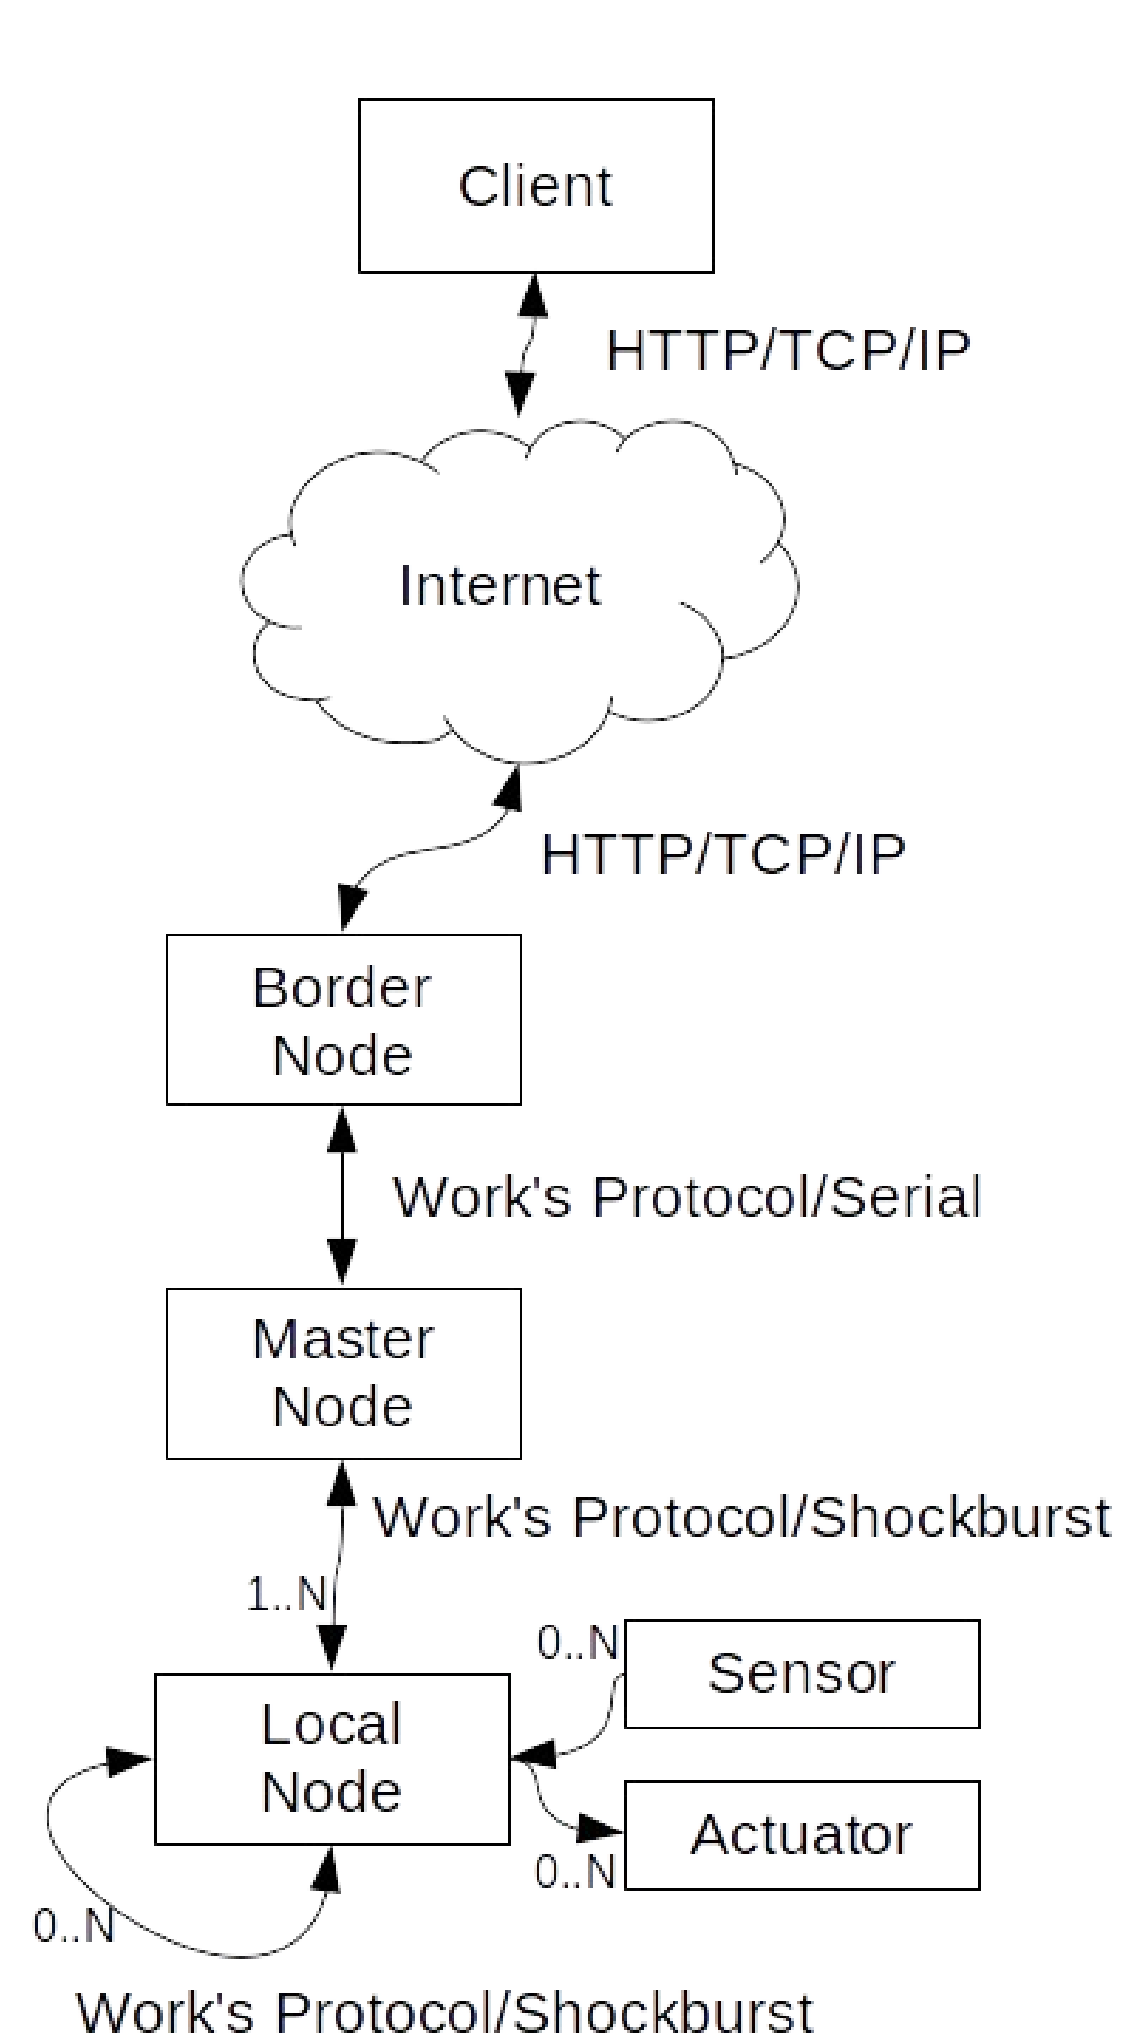 Client
HTTP/TCP/IP
Internet
HTTP/TCP/IP
Border
Node
Work's Protocol/Serial
Master
Node
Work's Protocol/Shockburst
1..N
0..N
Sensor
Local
Node
Actuator
0..N
0..N
Work's Protocol/Shockburst